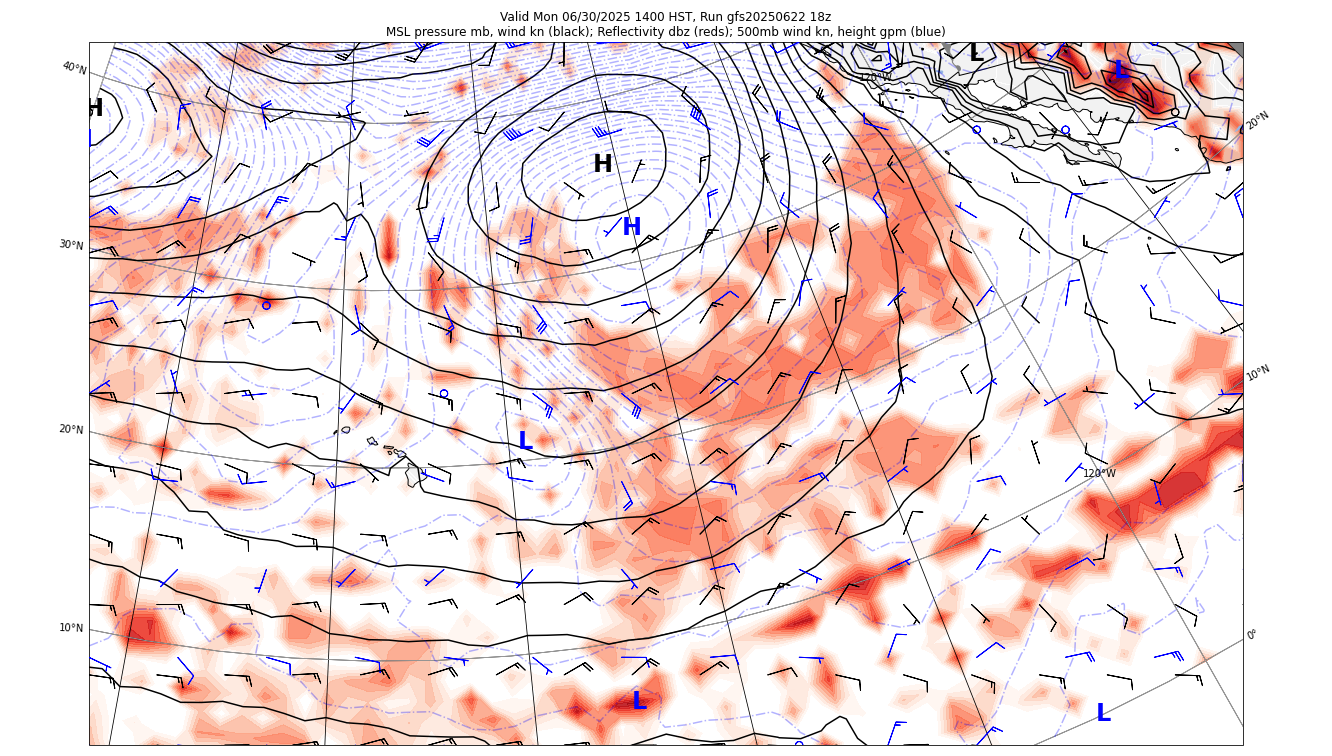 Valid Mon 06/30/2025 1400 HST, Run gfs20250622 18z
MSL pressure mb, wind kn (black); Reflectivity dbz (reds); 500mb wind kn, height gpm (blue)
L
40°N
L
120°W
H
20°N
H
H
30°N
10°N
20°N
L
120°W
10°N
0°
L
L